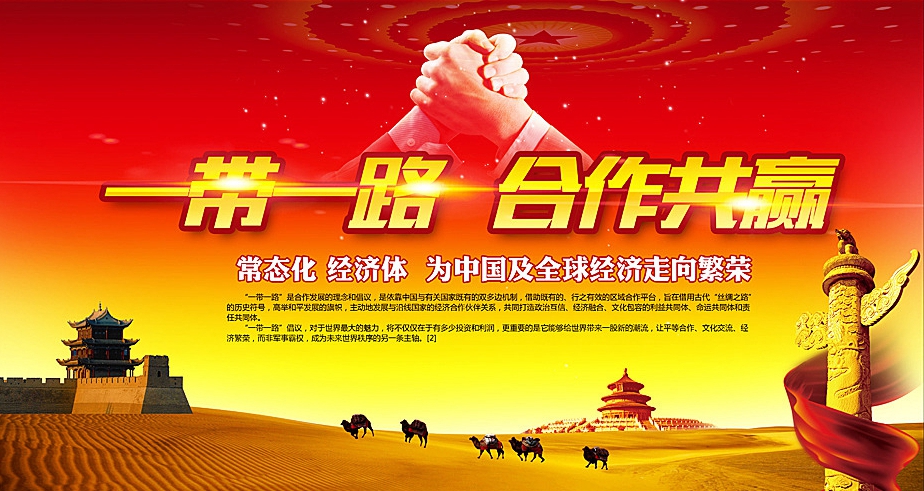 一带一路 合作共赢
常态化 经济体 为中国及全球经济走向繁荣
“一带一路”是合作发展的理念和倡议，是依靠中国与有关国家既有的双多边机制，借助既有的、行之有效的区域合作平台，旨在借用古代“丝绸之路”
的历史符号，高举和平发展的旗帜，主动地发展与沿线国家的经济合作伙伴关系，共同打造政治互信、经济融合、文化包容的利益共同体、命运共同体和责
任共同体。
“一带一路”倡议，对于世界最大的魅力，将不仅仅在于有多少投资和利润，更重要的是它能够给世界带来一股新的潮流，让平等合作、文化交流、经
济繁荣，而非军事霸权，成为未来世界秩序的另一条主轴。[2]